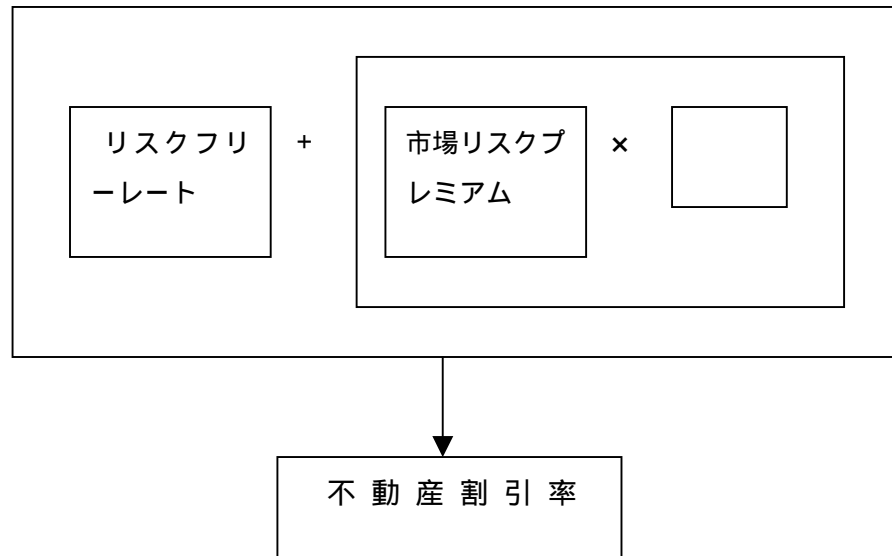 リスクフリ
ーレート
+
市場リスクプ
レミアム
×
不動産割引率